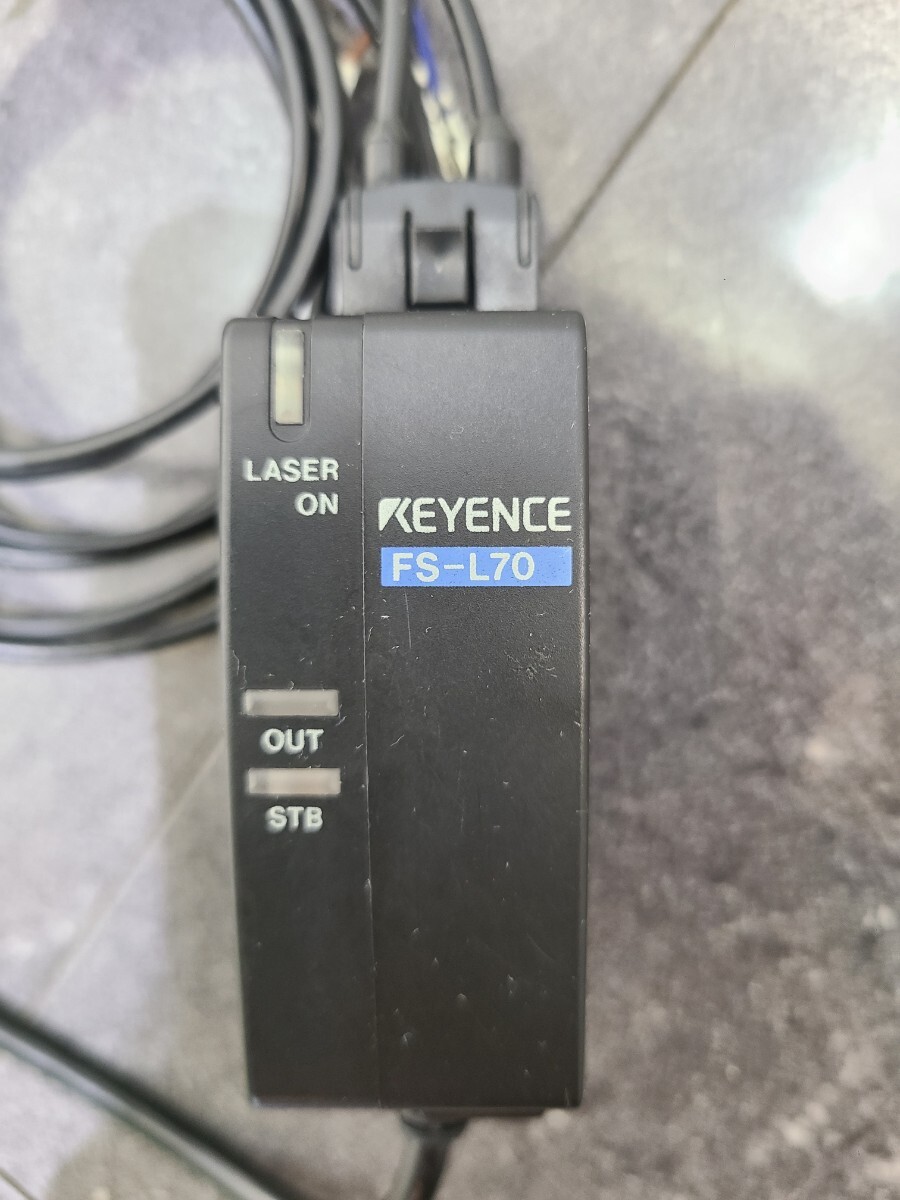 LASER
ON
KEYENCE
FS-L70
OUT
STB